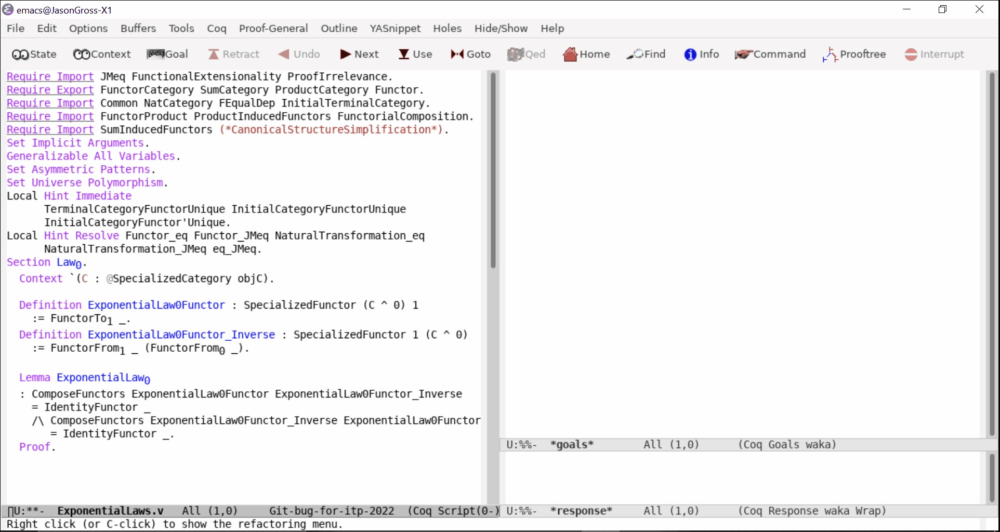 emacs@JasonGross-X1
File Edit Options Buffers Tools Coq Proof-General Outline YASnippet Holes Hide/Show Help
State Context Goal Retract Undo Next Use Goto Qed Home Find Info Command Prooftree Interrupt
Require Import JMeq FunctionalExtensionality ProofIrrelevance.
Require Export FunctorCategory SumCategory ProductCategory Functor.
Require Import Common NatCategory FEqualDep InitialTerminalCategory.
Require Import FunctorProduct ProductInducedFunctors FunctorialComposition.
Require Import SumInducedFunctors (*CanonicalStructureSimplification*).
Set Implicit Arguments.
Generalizable All Variables.
Set Asymmetric Patterns.
Set Universe Polymorphism.
Local Hint Immediate
TerminalCategoryFunctorUnique InitialCategoryFunctorUnique
InitialCategoryFunctor'Unique.
Local Hint Resolve Functor_eq Functor_JMeq NaturalTransformation_eq
NaturalTransformation_JMeq eq_JMeq.
Section Law₀.
Context `(C : @SpecializedCategory objC).
Definition ExponentialLaw0Functor : SpecializedFunctor (C ^ 0) 1
:= FunctorTo₁ _.
Definition ExponentialLaw0Functor_Inverse : SpecializedFunctor 1 (C ^ 0)
:= FunctorFrom₁ _ (FunctorFrom₀ _).
Lemma ExponentialLaw₀
: ComposeFunctors ExponentialLaw0Functor ExponentialLaw0Functor_Inverse
= IdentityFunctor _
/\ ComposeFunctors ExponentialLaw0Functor_Inverse ExponentialLaw0Functor
= IdentityFunctor _.
Proof.
U:%%- *goals* All (1,0) (Coq Goals waka)
U:**- ExponentialLaws.v All (1,0) Git-bug-for-itp-2022 (Coq Script(0-)
U:%%- *response* All (1,0) (Coq Response waka Wrap)
Right click (or C-click) to show the refactoring menu.